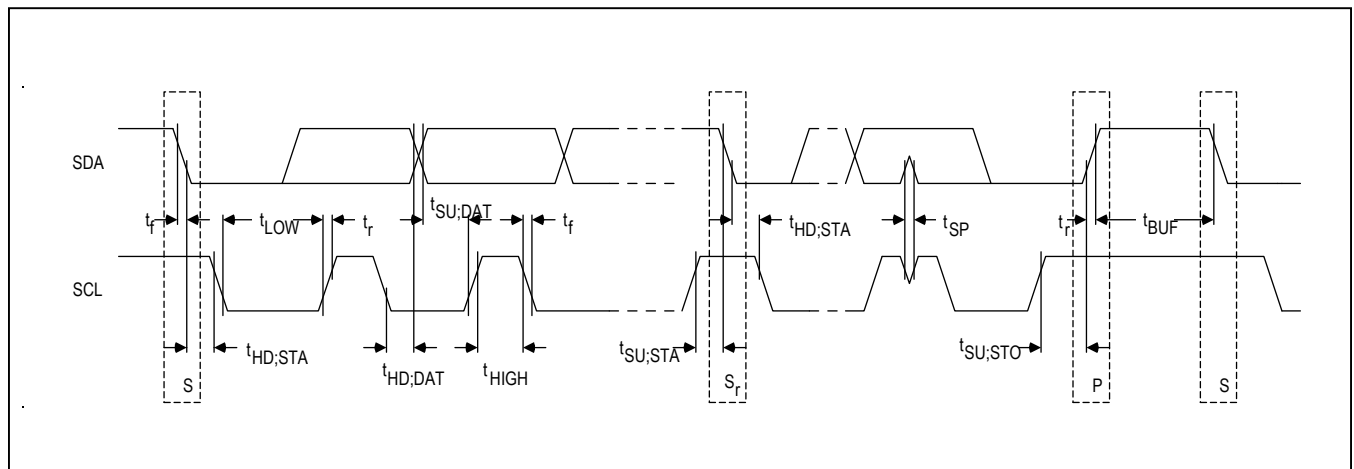 SDA
t_f
t_LOW
t_r
t_SU;DAT
t_f
t_HD;STA
t_SP
t_r
t_BUF
SCL
t_HD;STA
t_HD;DAT
t_HIGH
t_SU;STA
t_SU;STO
S
S_r
P
S